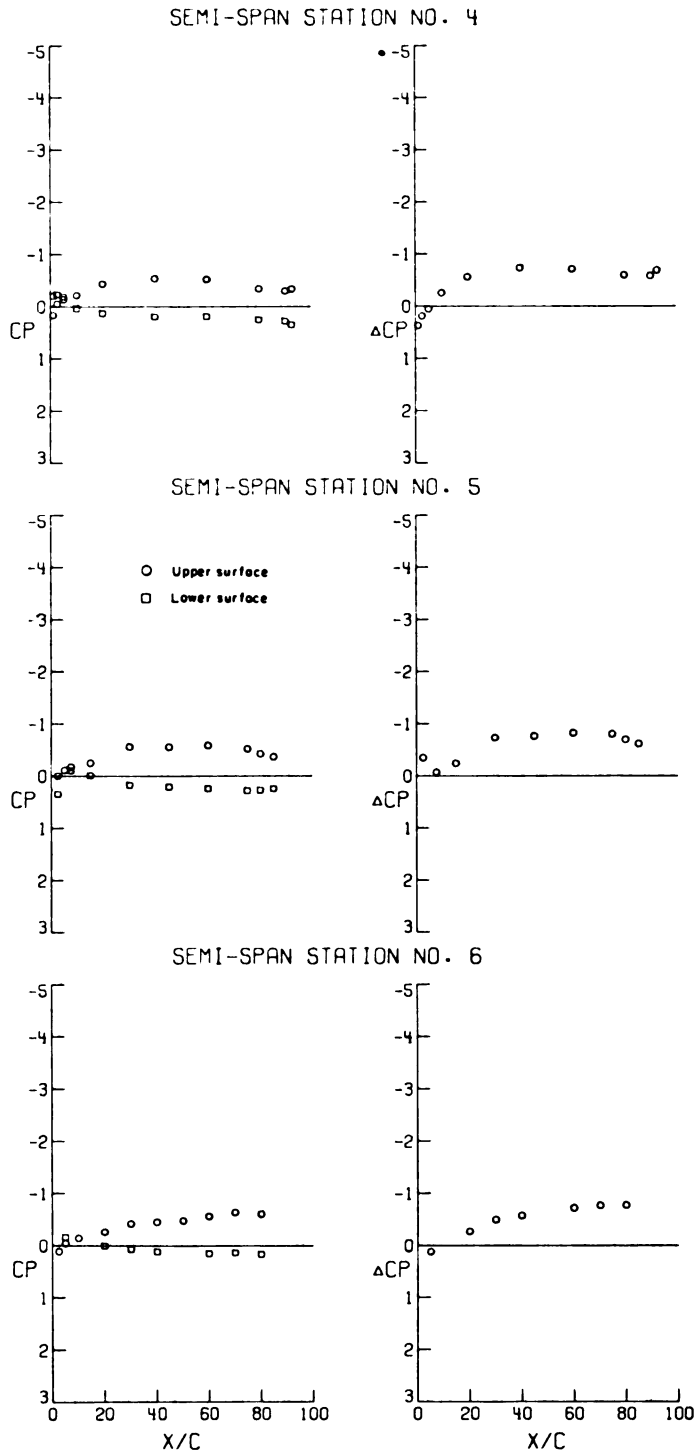 SEMI-SPAN STATION NO. 4
-5 -5
-4 -4
-3 -3
-2 -2
-1 -1
0 0
CP ΔCP
1 1
2 2
3 3
SEMI-SPAN STATION NO. 5
-5 -5
-4 -4
Upper surface
Lower surface
-3 -3
-2 -2
-1 -1
0 0
CP ΔCP
1 1
2 2
3 3
SEMI-SPAN STATION NO. 6
-5 -5
-4 -4
-3 -3
-2 -2
-1 -1
0 0
CP ΔCP
1 1
2 2
3 3
0 20 40 60 80 100 0 20 40 60 80 100
X/C X/C